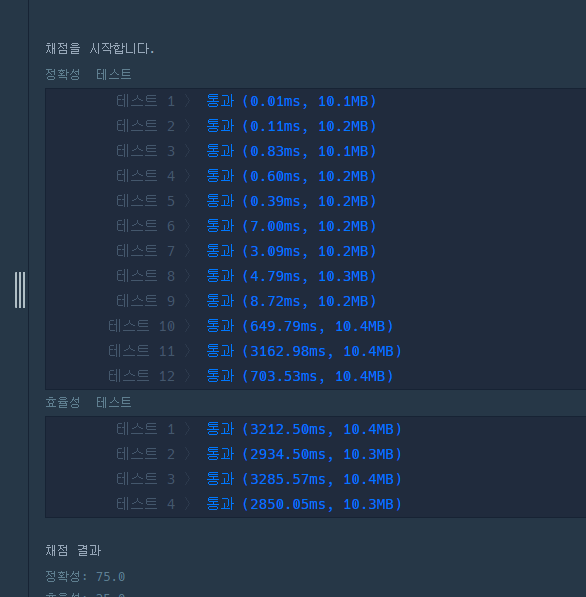 채점을 시작합니다.
정확성 테스트
테스트 1 〉 통과 (0.01ms, 10.1MB)
테스트 2 〉 통과 (0.11ms, 10.2MB)
테스트 3 〉 통과 (0.83ms, 10.1MB)
테스트 4 〉 통과 (0.60ms, 10.2MB)
테스트 5 〉 통과 (0.39ms, 10.2MB)
테스트 6 〉 통과 (7.00ms, 10.2MB)
테스트 7 〉 통과 (3.09ms, 10.2MB)
테스트 8 〉 통과 (4.79ms, 10.3MB)
테스트 9 〉 통과 (8.72ms, 10.2MB)
테스트 10 〉 통과 (649.79ms, 10.4MB)
테스트 11 〉 통과 (3162.98ms, 10.4MB)
테스트 12 〉 통과 (703.53ms, 10.4MB)
효율성 테스트
테스트 1 〉 통과 (3212.50ms, 10.4MB)
테스트 2 〉 통과 (2934.50ms, 10.3MB)
테스트 3 〉 통과 (3285.57ms, 10.4MB)
테스트 4 〉 통과 (2850.05ms, 10.3MB)
채점 결과
정확성: 75.0